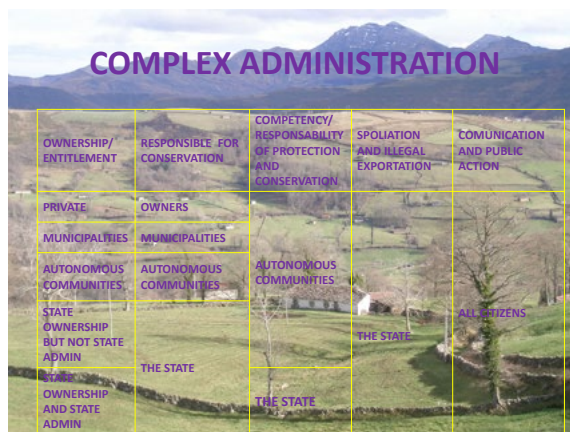 COMPLEX ADMINISTRATION
OWNERSHIP/
ENTITLEMENT
RESPONSIBLE FOR
CONSERVATION
COMPETENCY/
RESPONSABILITY
OF PROTECTION
AND
CONSERVATION
SPOLIATION
AND ILLEGAL
EXPORTATION
COMUNICATION
AND PUBLIC
ACTION
PRIVATE
OWNERS
MUNICIPALITIES
MUNICIPALITIES
AUTONOMOUS
COMMUNITIES
AUTONOMOUS
COMMUNITIES
AUTONOMOUS
COMMUNITIES
STATE
OWNERSHIP
BUT NOT STATE
ADMIN
THE STATE
THE STATE
ALL CITIZENS
STATE
OWNERSHIP
AND STATE
ADMIN
THE STATE